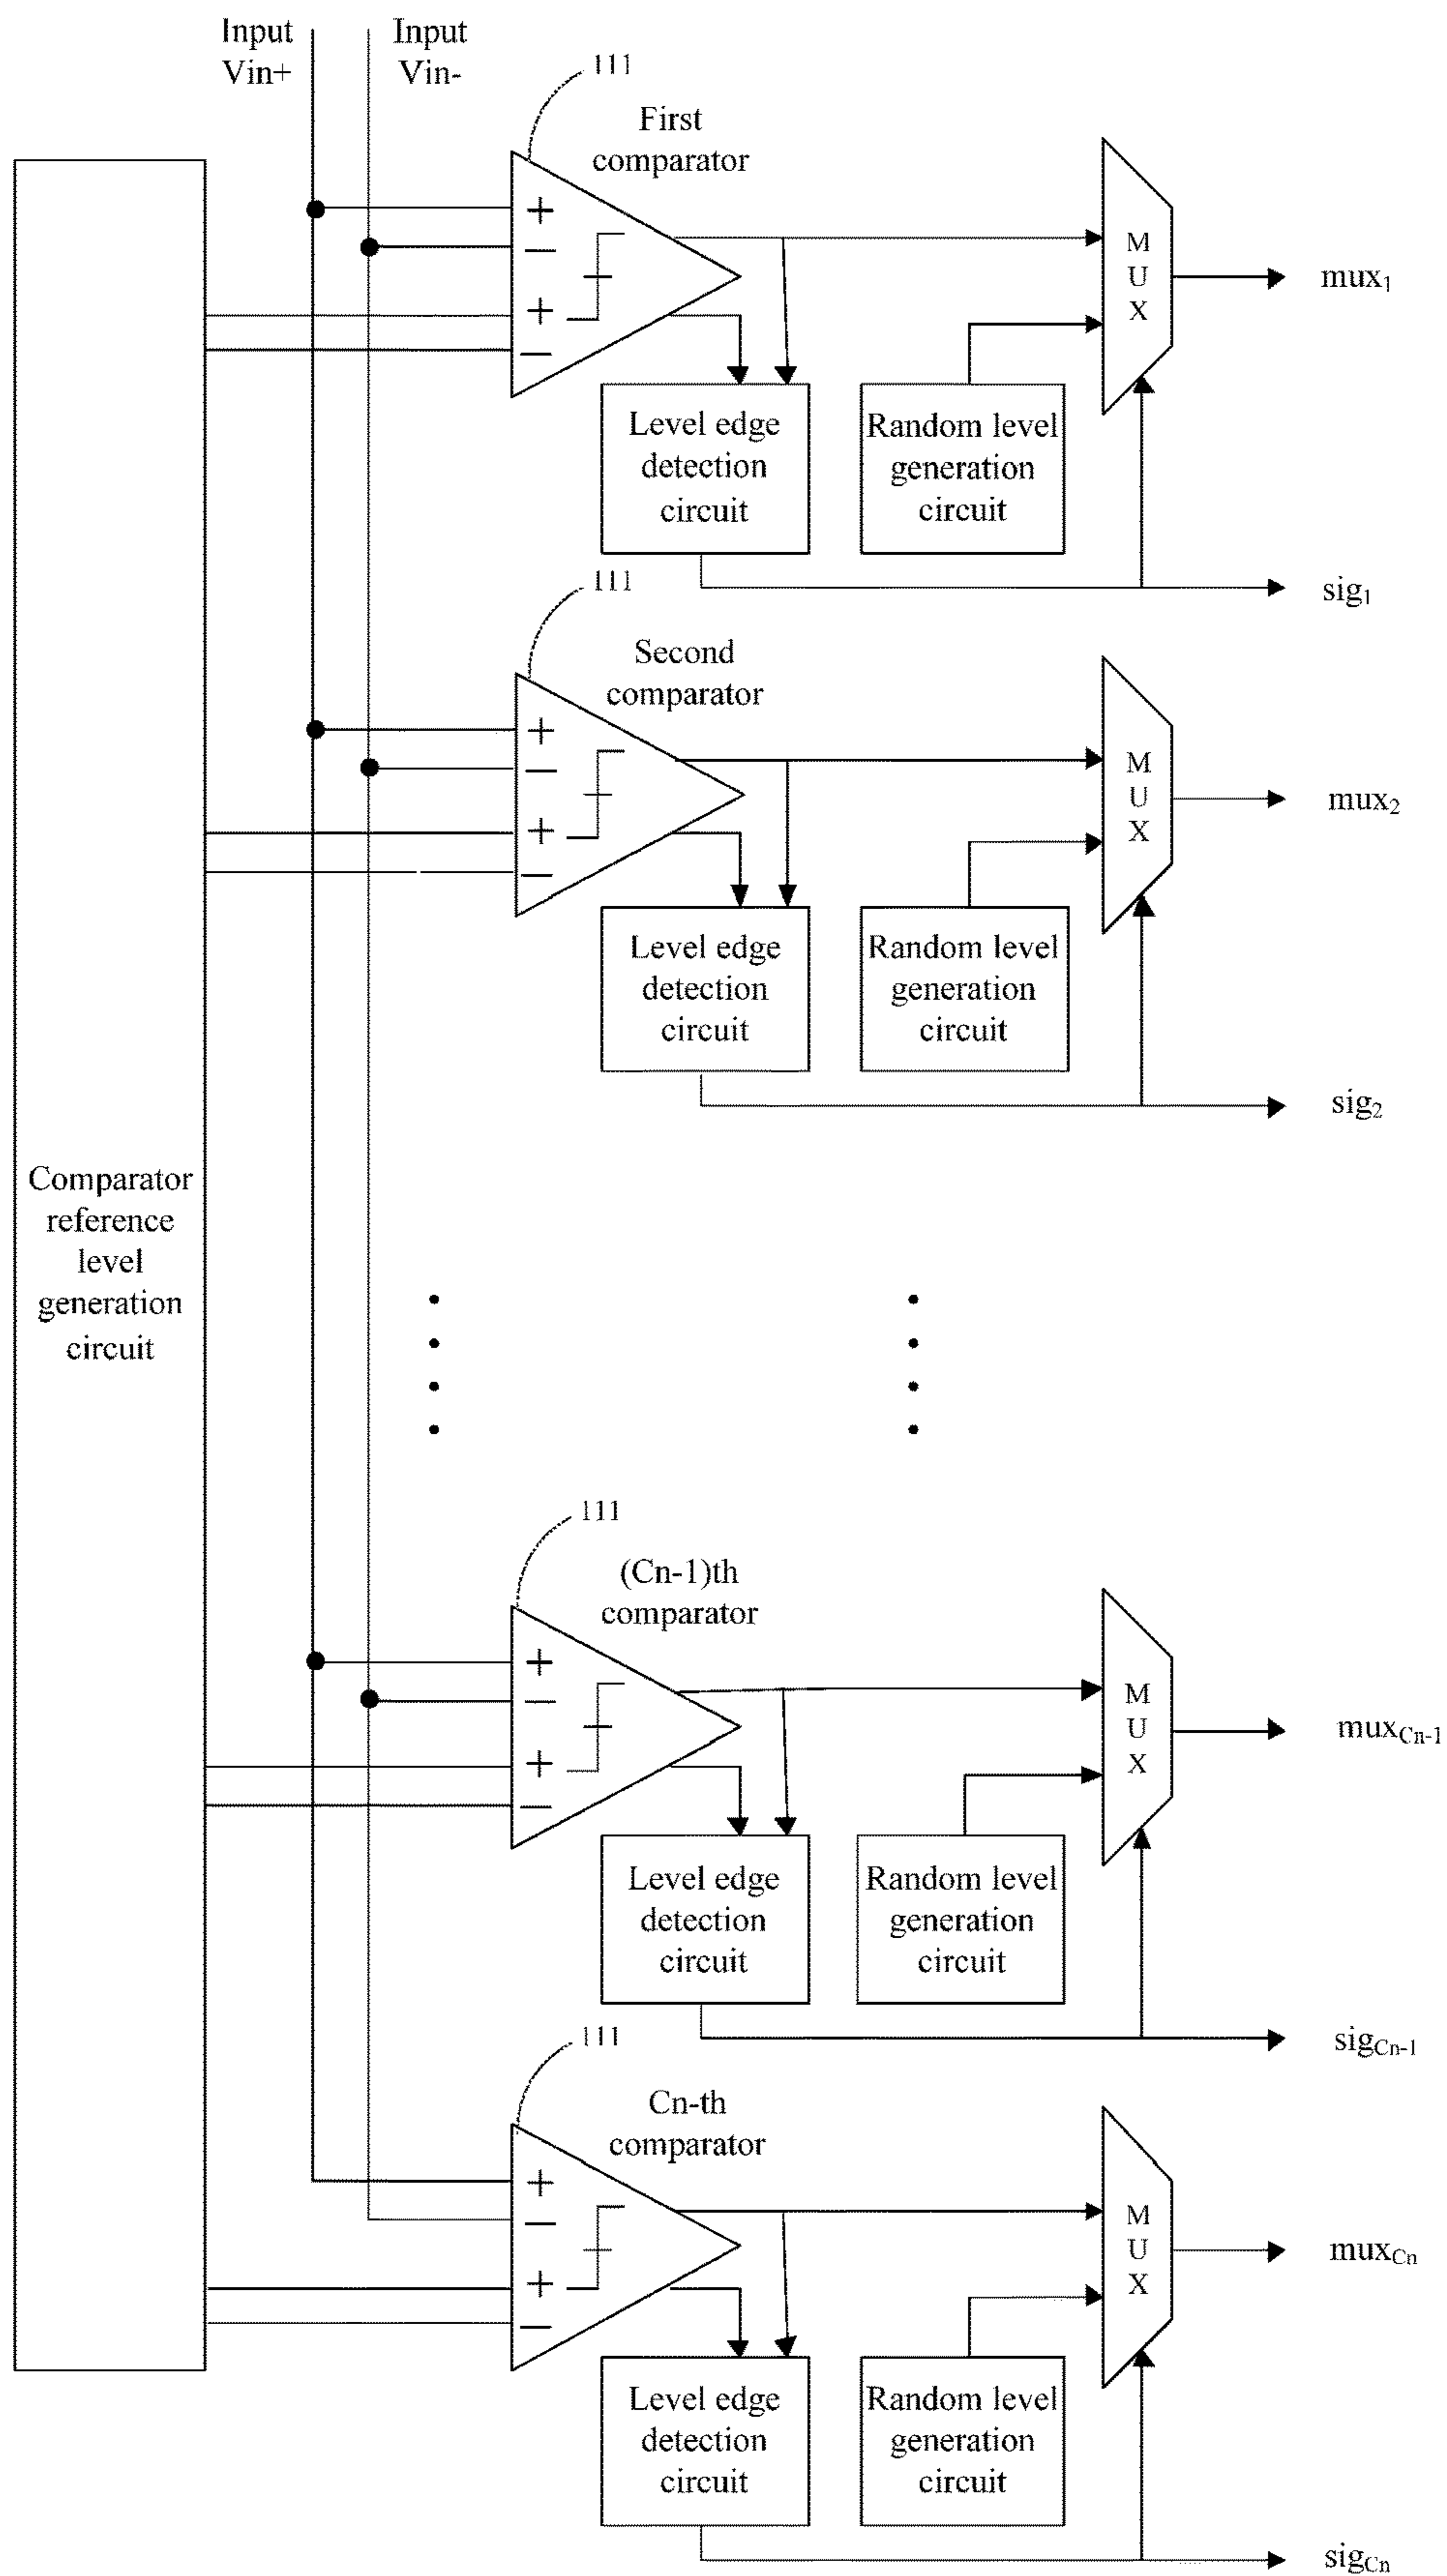 Input
Vin+
Input
Vin-
111
First
comparator
+
−
+
−
M
U
X
mux₁
Level edge
detection
circuit
Random level
generation
circuit
sig₁
111
Second
comparator
+
−
+
−
M
U
X
mux₂
Level edge
detection
circuit
Random level
generation
circuit
sig₂
Comparator
reference
level
generation
circuit
111
(Cn-1)th
comparator
+
−
+
−
M
U
X
muxCn-1
Level edge
detection
circuit
Random level
generation
circuit
sigCn-1
111
Cn-th
comparator
+
−
+
−
M
U
X
muxCn
Level edge
detection
circuit
Random level
generation
circuit
sigCn